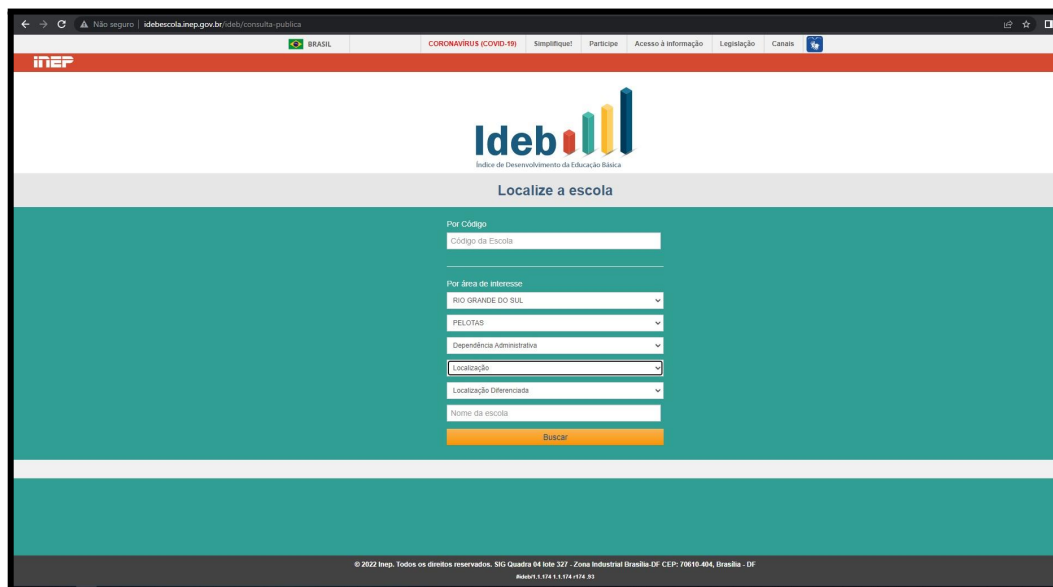 Não seguro | idebescola.inep.gov.br/ideb/consulta-publica
BRASIL CORONAVÍRUS (COVID-19) Simplifique! Participe Acesso à informação Legislação Canais
inep
Ideb
Índice de Desenvolvimento da Educação Básica
Localize a escola
Por Código
Código da Escola
Por área de interesse
RIO GRANDE DO SUL
PELOTAS
Dependência Administrativa
Localização
Localização Diferenciada
Nome da escola
Buscar
© 2022 Inep. Todos os direitos reservados. SIG Quadra 04 lote 327 - Zona Industrial Brasília-DF CEP: 70610-404, Brasília - DF